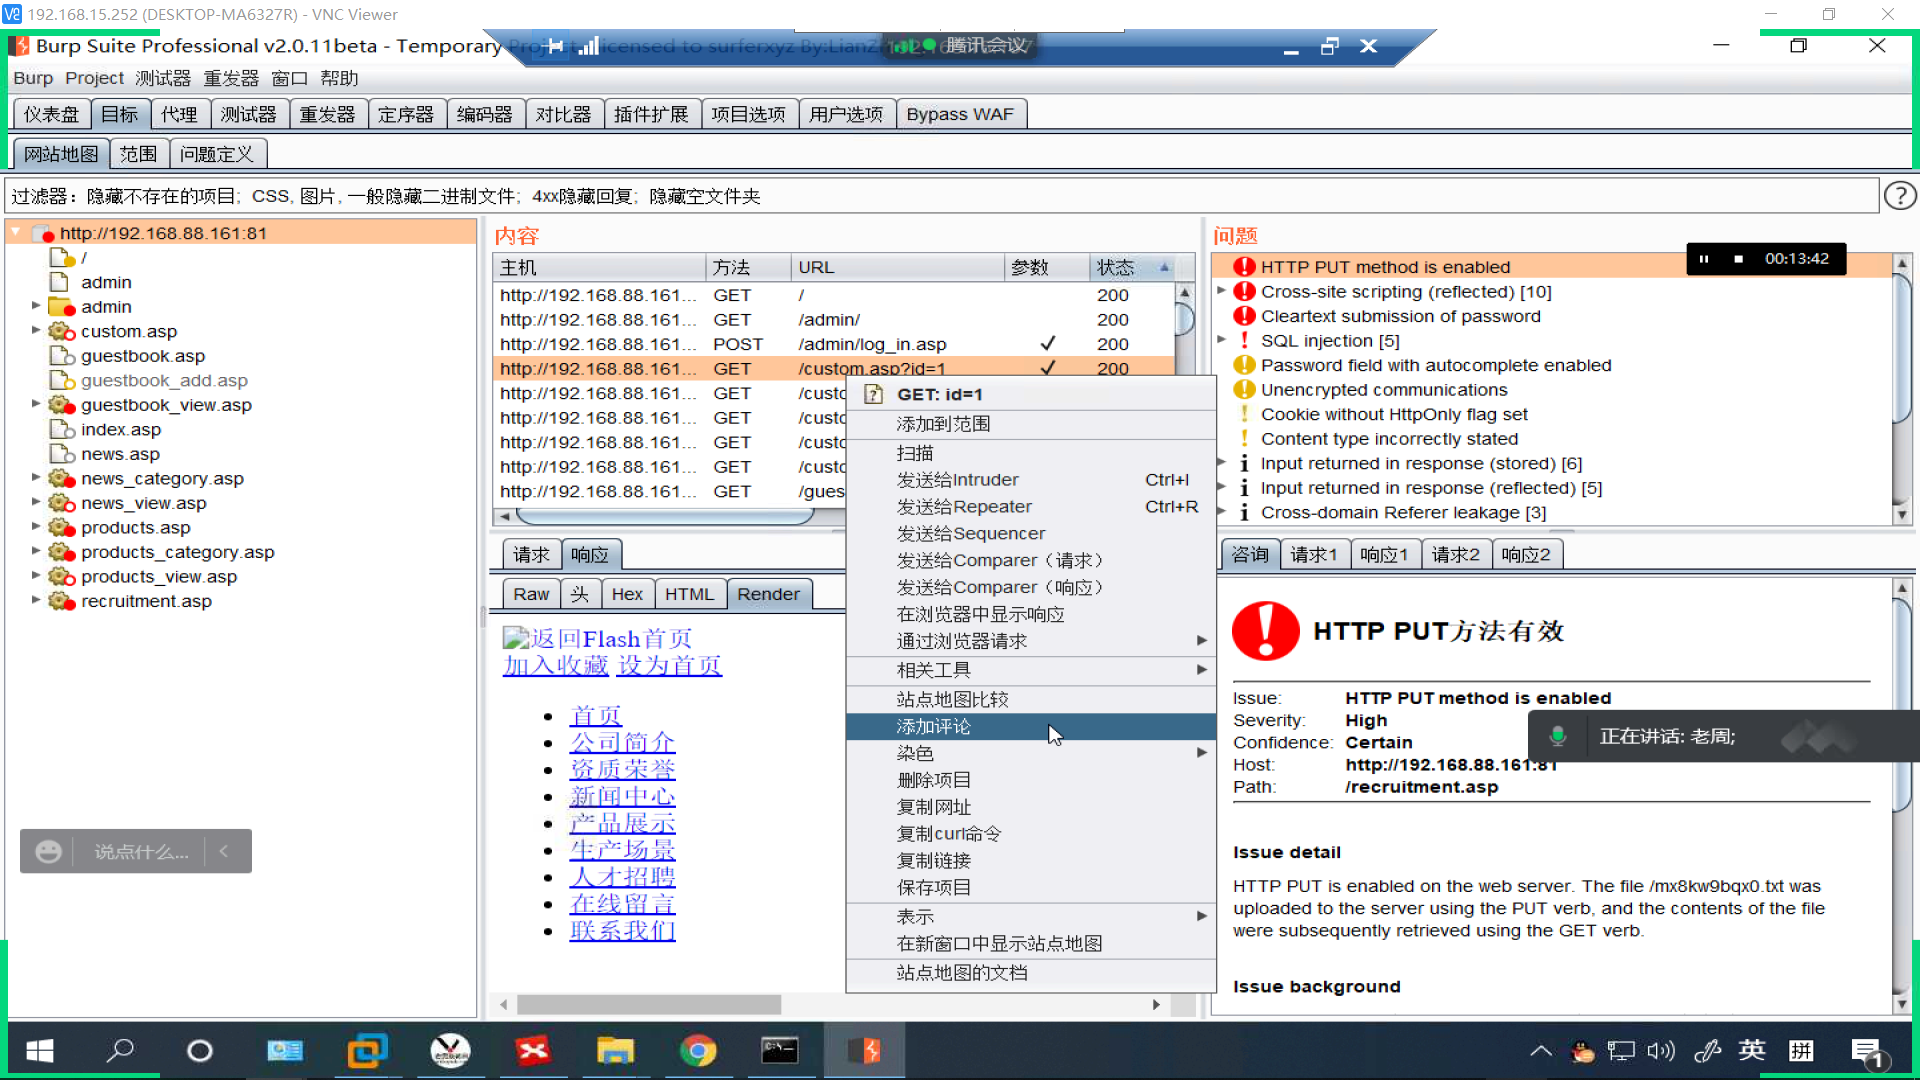 192.168.15.252 (DESKTOP-MA6327R) - VNC Viewer
Burp Suite Professional v2.0.11beta - Temporary Project - licensed to surferxyz By:LianZ
腾讯会议
Burp Project 测试器 重发器 窗口 帮助
仪表盘 目标 代理 测试器 重发器 定序器 编码器 对比器 插件扩展 项目选项 用户选项 Bypass WAF
网站地图 范围 问题定义
过滤器：隐藏不存在的项目; CSS, 图片, 一般隐藏二进制文件; 4xx隐藏回复; 隐藏空文件夹
?
http://192.168.88.161:81
/
admin
admin
custom.asp
guestbook.asp
guestbook_add.asp
guestbook_view.asp
index.asp
news.asp
news_category.asp
news_view.asp
products.asp
products_category.asp
products_view.asp
recruitment.asp
说点什么...
内容
主机 方法 URL 参数 状态
http://192.168.88.161... GET / 200
http://192.168.88.161... GET /admin/ 200
http://192.168.88.161... POST /admin/log_in.asp ✓ 200
http://192.168.88.161... GET /custom.asp?id=1 ✓ 200
http://192.168.88.161... GET /custo
http://192.168.88.161... GET /custo
http://192.168.88.161... GET /custo
http://192.168.88.161... GET /custo
http://192.168.88.161... GET /gues
请求 响应
Raw 头 Hex HTML Render
返回Flash首页
加入收藏 设为首页
首页
公司简介
资质荣誉
新闻中心
产品展示
生产场景
人才招聘
在线留言
联系我们
GET: id=1
添加到范围
扫描
发送给Intruder Ctrl+I
发送给Repeater Ctrl+R
发送给Sequencer
发送给Comparer（请求）
发送给Comparer（响应）
在浏览器中显示响应
通过浏览器请求
相关工具
站点地图比较
添加评论
染色
删除项目
复制网址
复制curl命令
复制链接
保存项目
表示
在新窗口中显示站点地图
站点地图的文档
问题
00:13:42
HTTP PUT method is enabled
Cross-site scripting (reflected) [10]
Cleartext submission of password
SQL injection [5]
Password field with autocomplete enabled
Unencrypted communications
Cookie without HttpOnly flag set
Content type incorrectly stated
Input returned in response (stored) [6]
Input returned in response (reflected) [5]
Cross-domain Referer leakage [3]
咨询 请求1 响应1 请求2 响应2
HTTP PUT方法有效
Issue: HTTP PUT method is enabled
Severity: High
Confidence: Certain
Host: http://192.168.88.161:81
Path: /recruitment.asp
正在讲话: 老周;
Issue detail
HTTP PUT is enabled on the web server. The file /mx8kw9bqx0.txt was
uploaded to the server using the PUT verb, and the contents of the file
were subsequently retrieved using the GET verb.
Issue background
英 拼 1